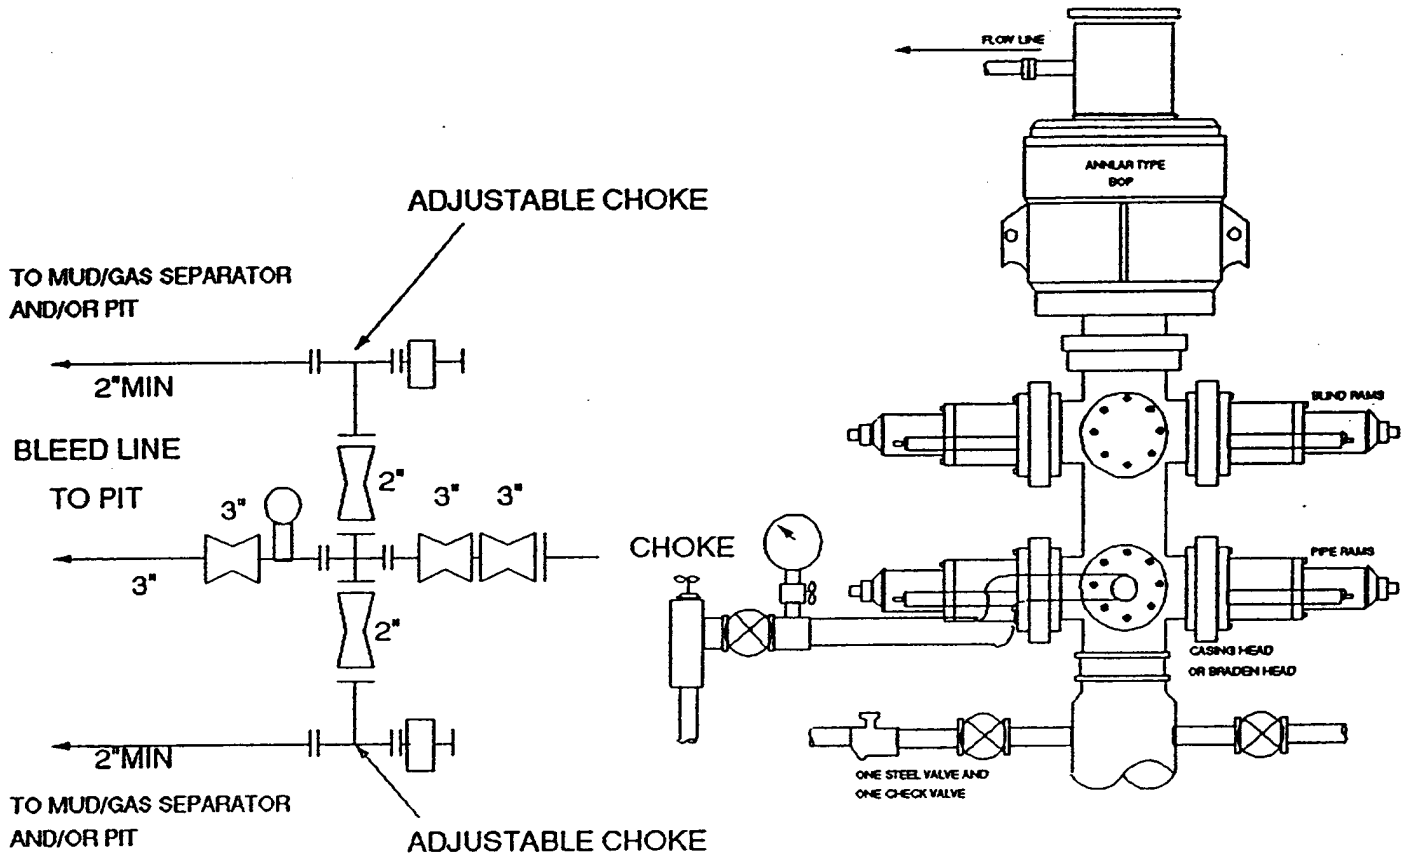 FLOW LINE
ANNLAR TYPE
BOP
ADJUSTABLE CHOKE
TO MUD/GAS SEPARATOR
AND/OR PIT
2"MIN
BLEED LINE
TO PIT
2"
3"
3"
3"
3"
2"
CHOKE
BLIND RAMS
PIPE RAMS
CASING HEAD
OR BRADEN HEAD
ONE STEEL VALVE AND
ONE CHECK VALVE
2"MIN
TO MUD/GAS SEPARATOR
AND/OR PIT
ADJUSTABLE CHOKE